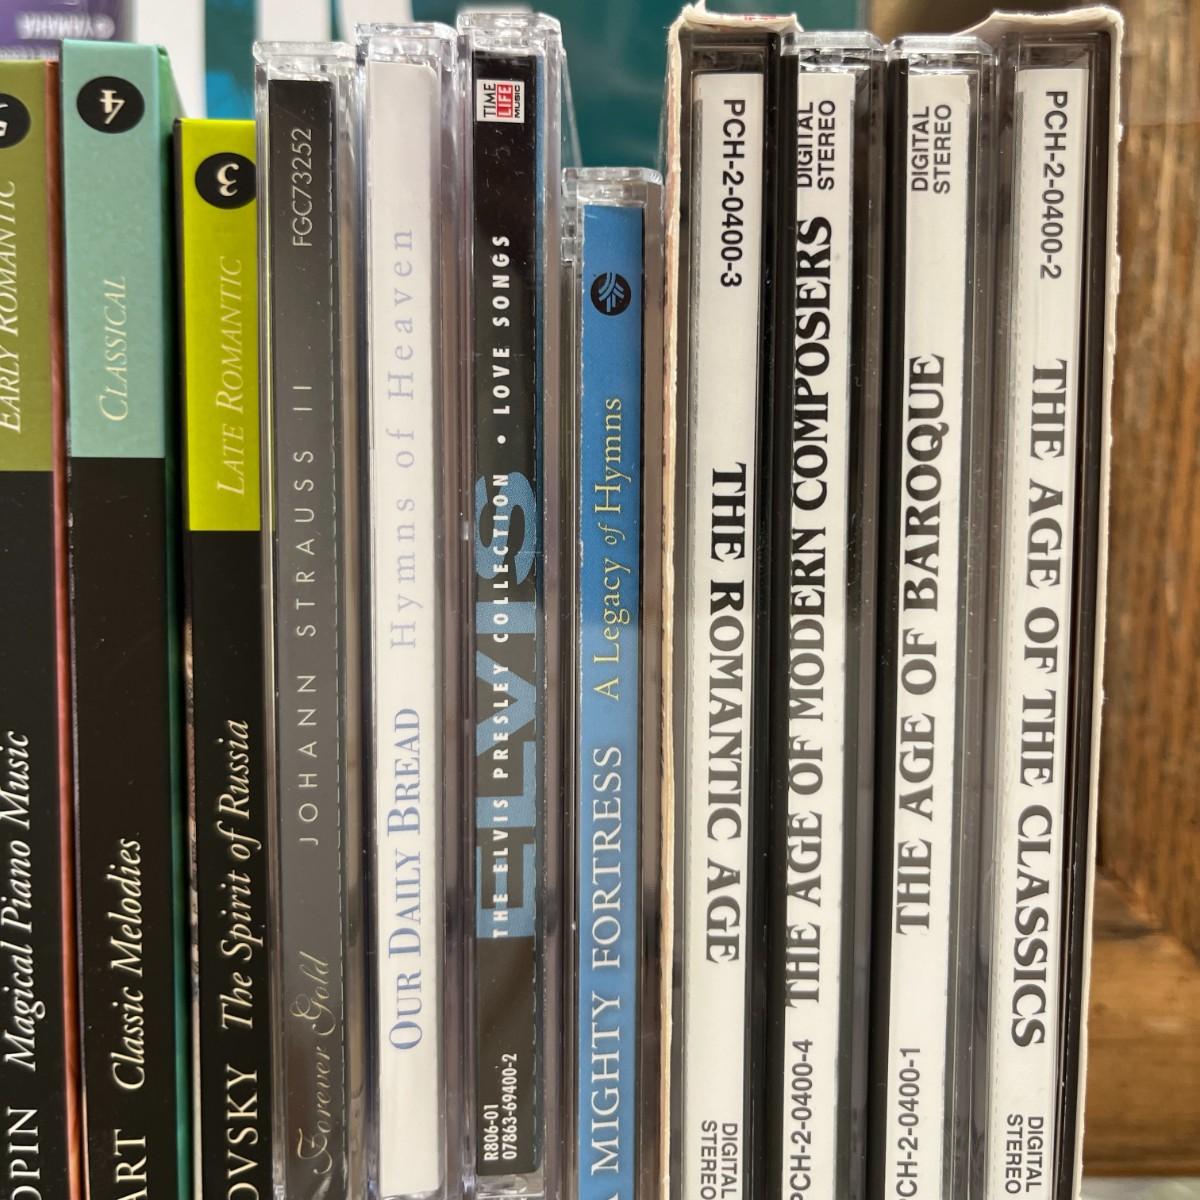 YAMAHA
EARLY ROMANTIC
Magical Piano Music
4
CLASSICAL
Classic Melodies
3
LATE ROMANTIC
The Spirit of Russia
FGC73252
JOHANN STRAUSS II
Forever Gold
OUR DAILY BREAD Hymns of Heaven
TIME
LIFE
MUSIC
ELVIS
THE ELVIS PRESLEY COLLECTION • LOVE SONGS
R806-01
07863-69400-2
A MIGHTY FORTRESS A Legacy of Hymns
PCH-2-0400-3
THE ROMANTIC AGE
DIGITAL
STEREO
PCH-2-0400-4
THE AGE OF MODERN COMPOSERS
DIGITAL
STEREO
CH-2-0400-1
THE AGE OF BAROQUE
DIGITAL
STEREO
PCH-2-0400-2
THE AGE OF THE CLASSICS
DIGITAL
STEREO